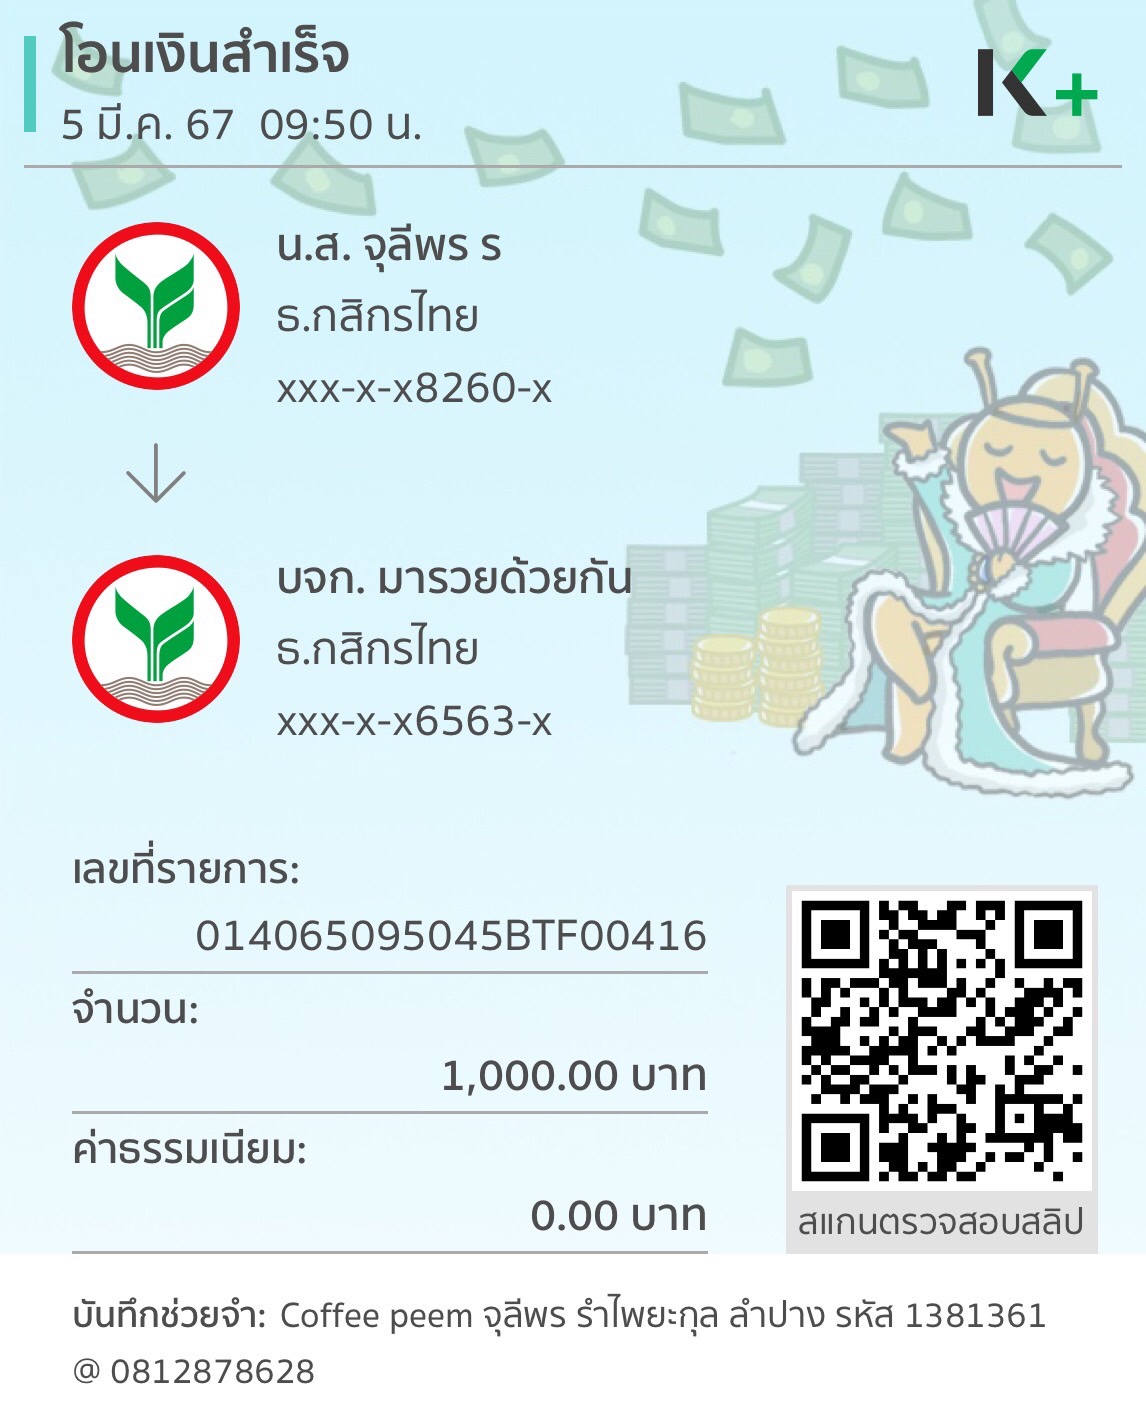 โอนเงินสำเร็จ
5 มี.ค. 67 09:50 น.
K+
น.ส. จุลีพร ร
ธ.กสิกรไทย
xxx-x-x8260-x
บจก. มารวยด้วยกัน
ธ.กสิกรไทย
xxx-x-x6563-x
เลขที่รายการ:
014065095045BTF00416
จำนวน:
1,000.00 บาท
ค่าธรรมเนียม:
0.00 บาท
สแกนตรวจสอบสลิป
บันทึกช่วยจำ: Coffee peem จุลีพร รำไพยะกุล ลำปาง รหัส 1381361
@ 0812878628